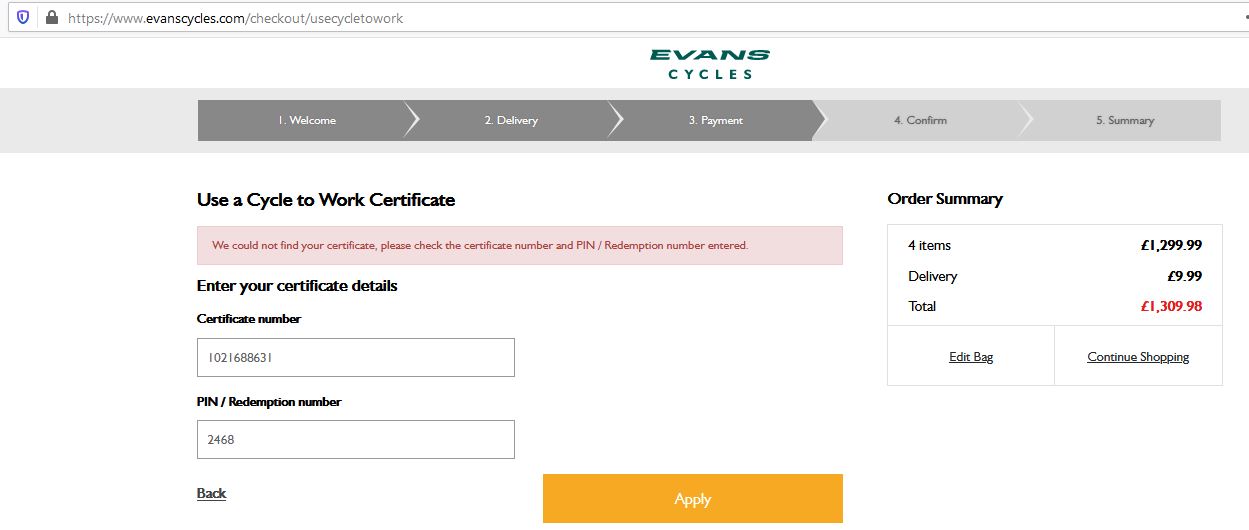 https://www.evanscycles.com/checkout/usecycletowork
EVANS
CYCLES
1. Welcome
2. Delivery
3. Payment
4. Confirm
5. Summary
Use a Cycle to Work Certificate
We could not find your certificate, please check the certificate number and PIN / Redemption number entered.
Enter your certificate details
Certificate number
1021688631
PIN / Redemption number
2468
Back
Apply
Order Summary
4 items £1,299.99
Delivery £9.99
Total £1,309.98
Edit Bag
Continue Shopping